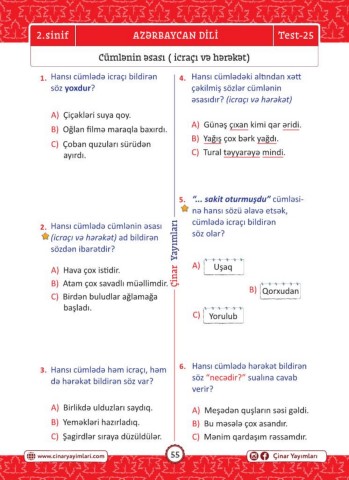 2.sinif
AZƏRBAYCAN DİLİ
Test-25
Cümlənin əsası ( icraçı və hərəkət)
1. Hansı cümlədə icraçı bildirən
söz yoxdur?
A) Çiçəkləri suya qoy.
B) Oğlan filmə maraqla baxırdı.
C) Çoban quzuları sürüdən
ayırdı.
2. Hansı cümlədə cümlənin əsası
(icraçı və hərəkət) ad bildirən
sözdən ibarətdir?
A) Hava çox istidir.
B) Atam çox savadlı müəllimdir.
C) Birdən buludlar ağlamağa
başladı.
3. Hansı cümlədə həm icraçı, həm
də hərəkət bildirən söz var?
A) Birlikdə ulduzları saydıq.
B) Yeməkləri hazırladıq.
C) Şagirdlər sıraya düzüldülər.
Çinar Yayımları
4. Hansı cümlədəki altından xətt
çəkilmiş sözlər cümlənin
əsasıdır? (icraçı və hərəkət)
A) Günəş çıxan kimi qar əridi.
B) Yağış çox bərk yağdı.
C) Tural təyyarəyə mindi.
5. "... sakit oturmuşdu" cümləsi-
nə hansı sözü əlavə etsək,
cümlədə icraçı bildirən
söz olar?
A) Uşaq
B) Qorxudan
C) Yorulub
6. Hansı cümlədə hərəkət bildirən
söz "necədir?" sualına cavab
verir?
A) Meşədən quşların səsi gəldi.
B) Bu məsələ çox asandır.
C) Mənim qardaşım rəssamdır.
www.cinaryayimlari.com
55
Çinar Yayımları